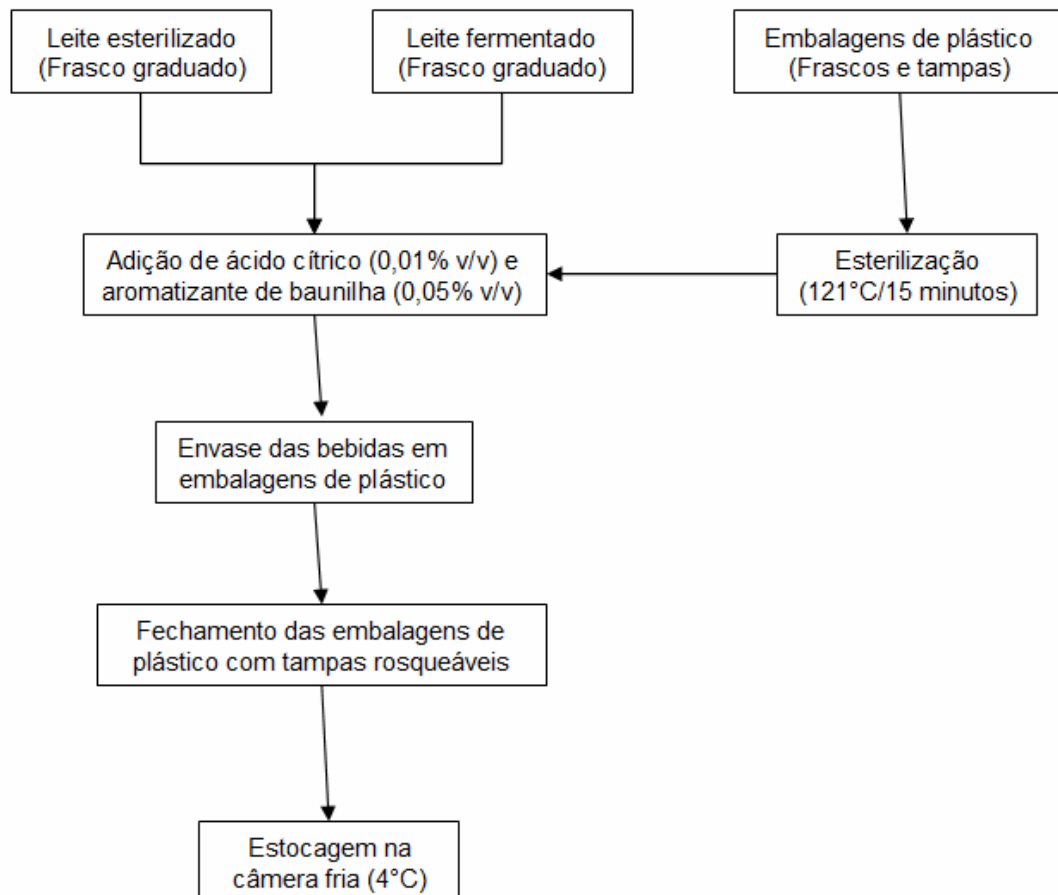 Leite esterilizado
(Frasco graduado)
Leite fermentado
(Frasco graduado)
Embalagens de plástico
(Frascos e tampas)
Adição de ácido cítrico (0,01% v/v) e
aromatizante de baunilha (0,05% v/v)
Esterilização
(121°C/15 minutos)
Envase das bebidas em
embalagens de plástico
Fechamento das embalagens de
plástico com tampas rosqueáveis
Estocagem na
câmera fria (4°C)